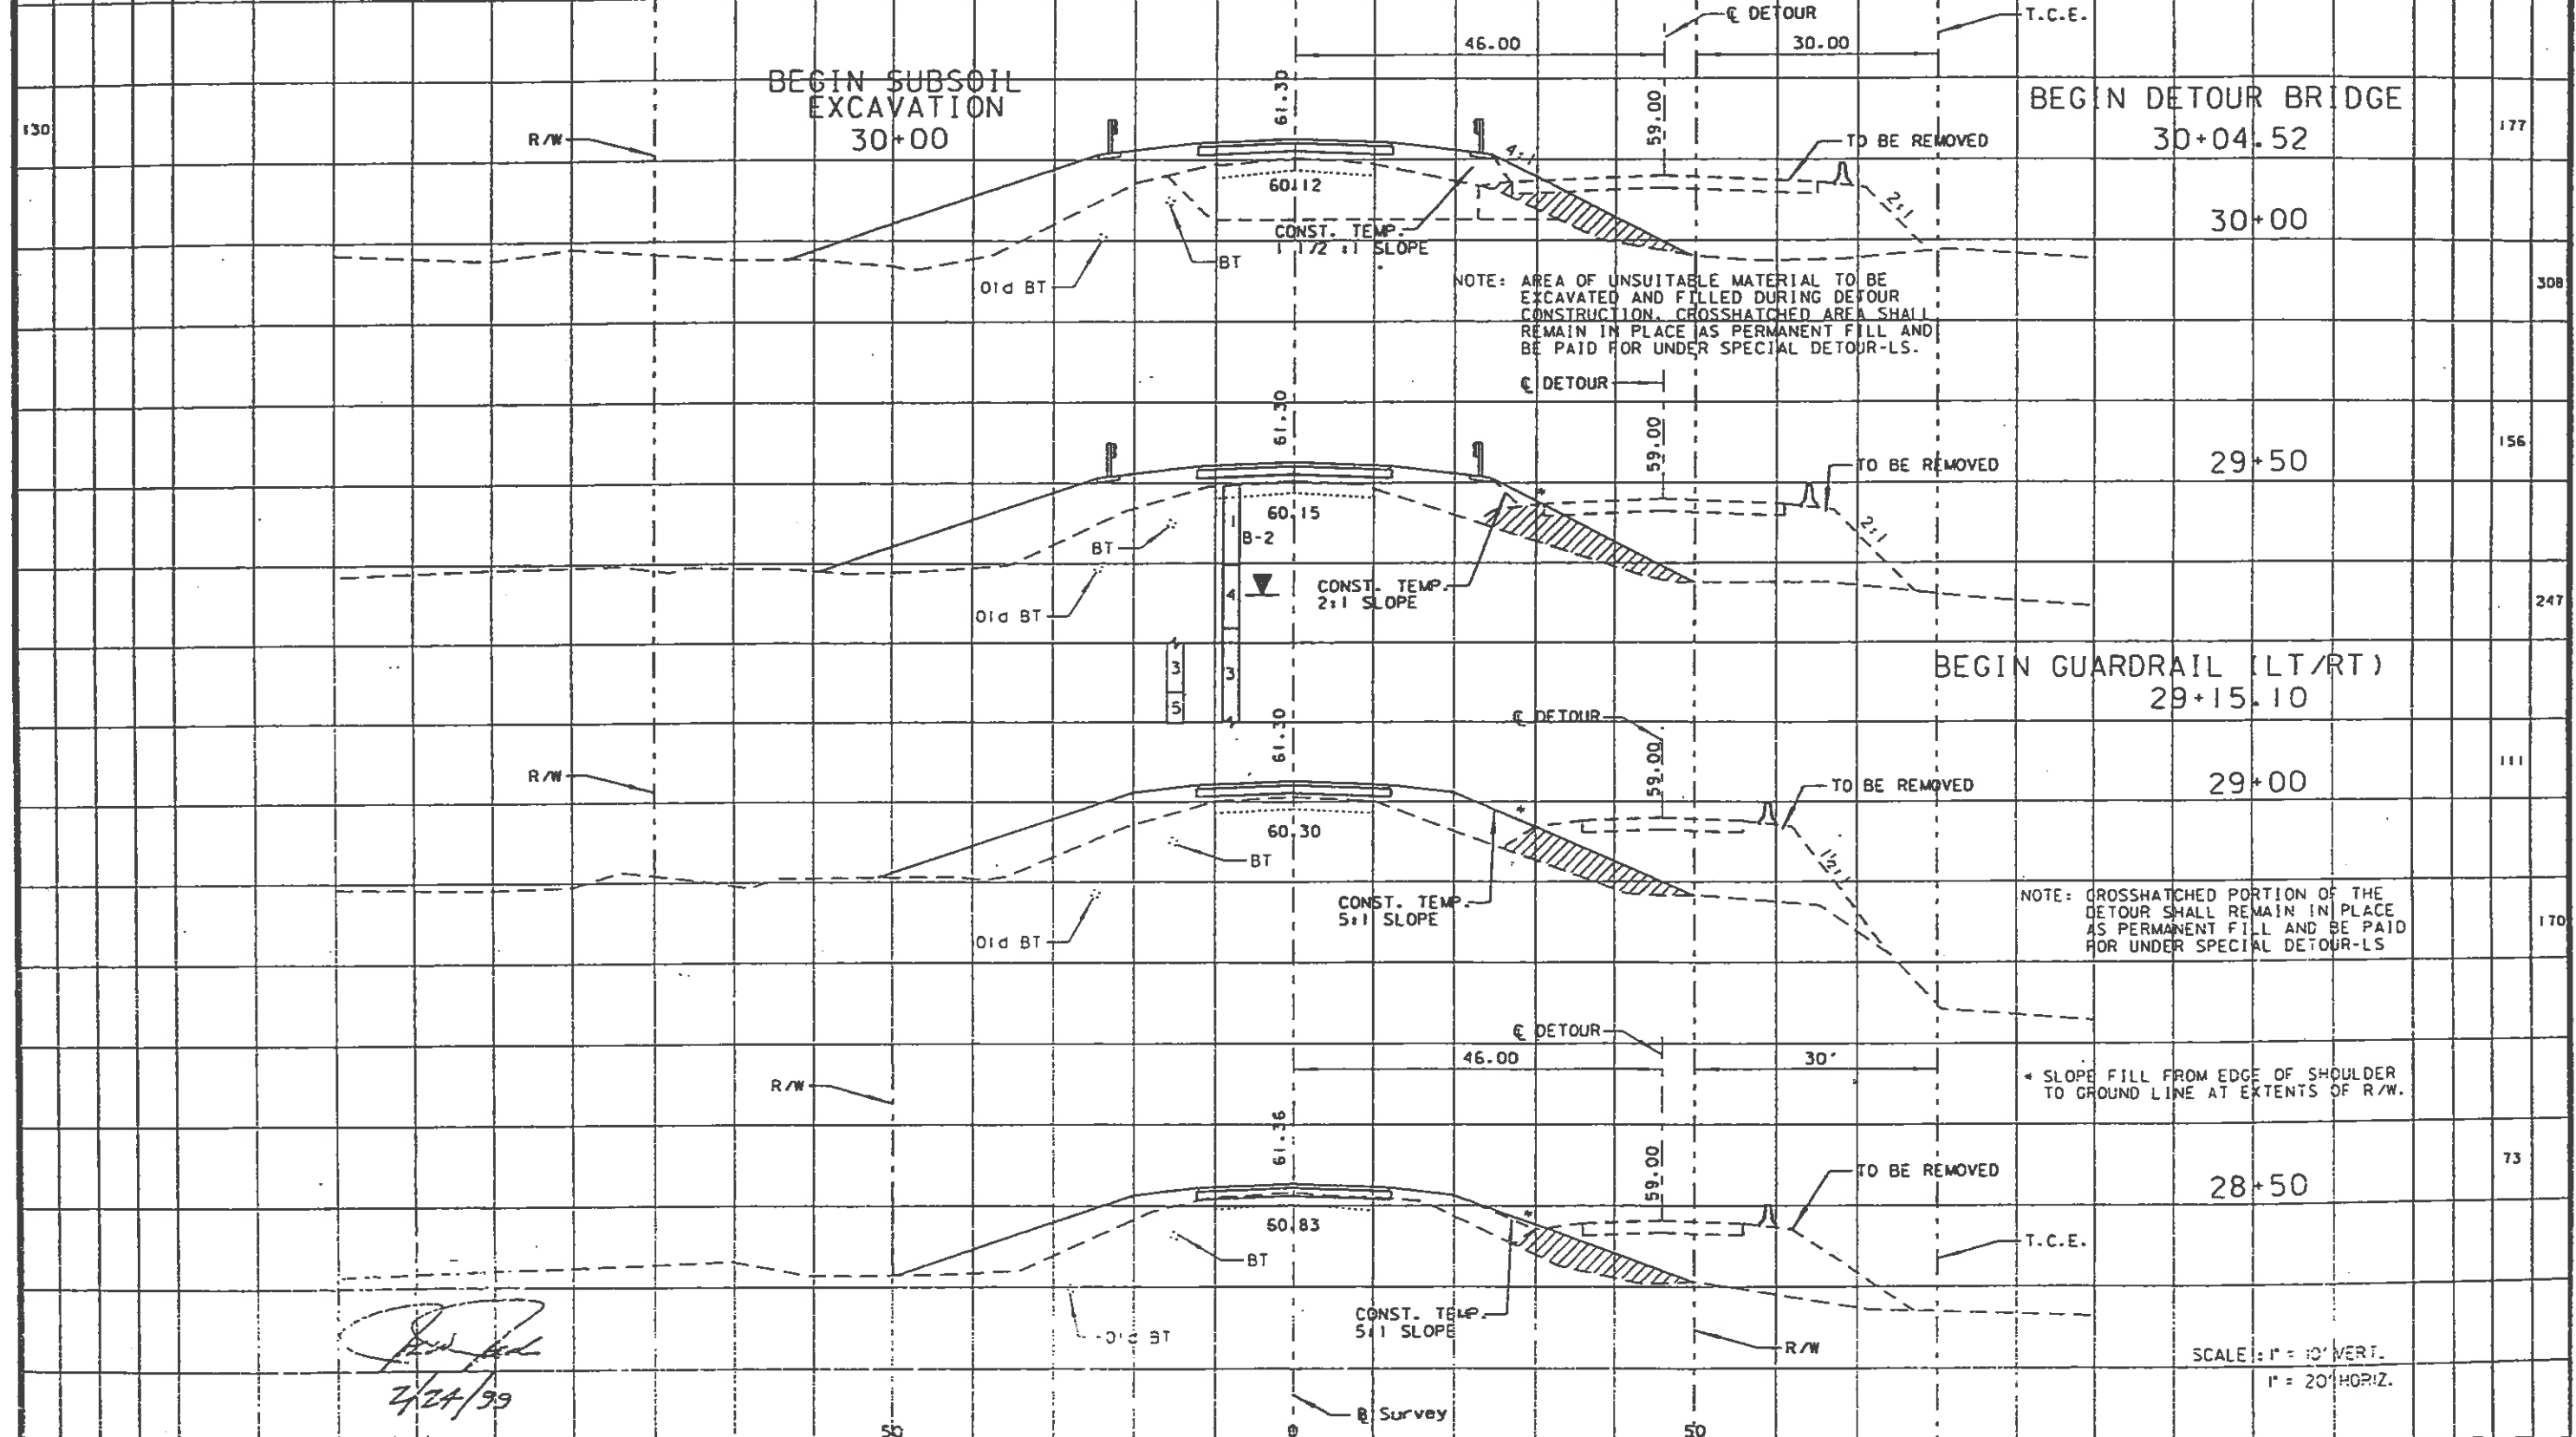 ℄ DETOUR
T.C.E.
46.00
30.00
BEGIN SUBSOIL
EXCAVATION
30+00
61.30
59.00
BEGIN DETOUR BRIDGE
30+04.52
130
177
R/W
TO BE REMOVED
4:1
60.12
2:1
30+00
CONST. TEMP.
1 1/2 :1 SLOPE
BT
Old BT
NOTE: AREA OF UNSUITABLE MATERIAL TO BE
EXCAVATED AND FILLED DURING DETOUR
CONSTRUCTION. CROSSHATCHED AREA SHALL
REMAIN IN PLACE AS PERMANENT FILL AND
BE PAID FOR UNDER SPECIAL DETOUR-LS.
308
℄ DETOUR
61.30
59.00
156
29+50
TO BE REMOVED
*
60.15
1
B-2
BT
2:1
4
CONST. TEMP.
2:1 SLOPE
Old BT
247
3
3
5
BEGIN GUARDRAIL (LT/RT)
29+15.10
℄ DETOUR
61.30
59.00
111
R/W
TO BE REMOVED
29+00
*
60.30
BT
CONST. TEMP.
5:1 SLOPE
Old BT
NOTE: CROSSHATCHED PORTION OF THE
DETOUR SHALL REMAIN IN PLACE
AS PERMANENT FILL AND BE PAID
FOR UNDER SPECIAL DETOUR-LS
170
℄ DETOUR
46.00
30'
R/W
* SLOPE FILL FROM EDGE OF SHOULDER
TO GROUND LINE AT EXTENTS OF R/W.
61.36
59.00
73
TO BE REMOVED
28+50
*
60.83
BT
T.C.E.
CONST. TEMP.
5:1 SLOPE
Old BT
R/W
SCALE: 1" = 10' VERT.
1" = 20' HORIZ.
2/24/99
℄ Survey
50
0
50